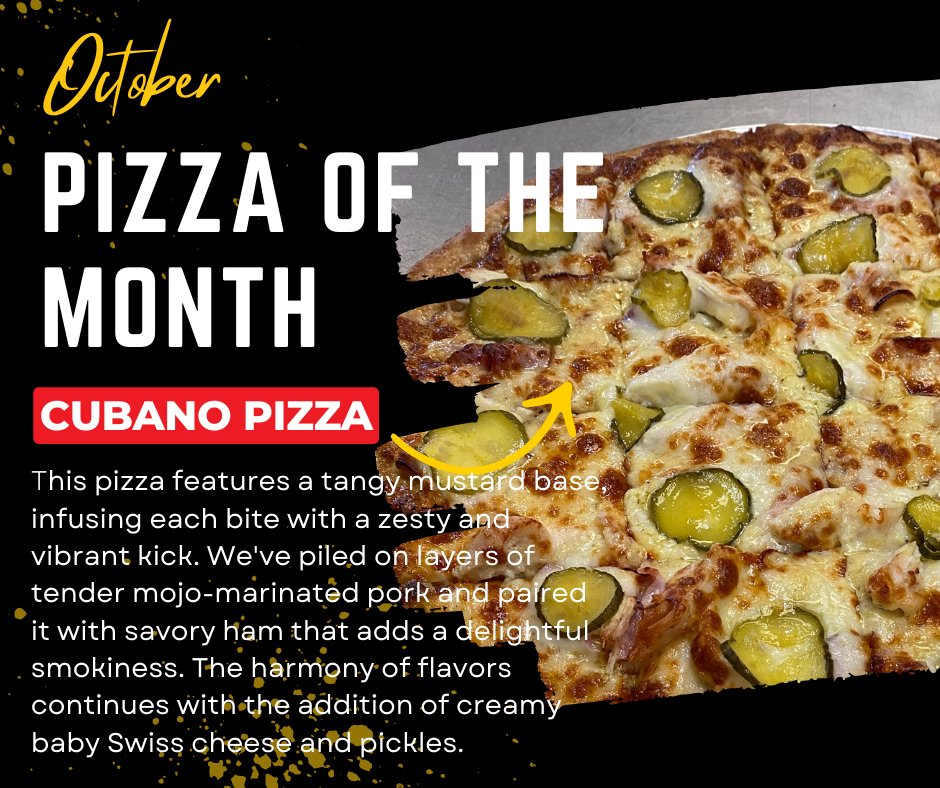 October
PIZZA OF THE
MONTH
CUBANO PIZZA
This pizza features a tangy mustard base,
infusing each bite with a zesty and
vibrant kick. We've piled on layers of
tender mojo-marinated pork and paired
it with savory ham that adds a delightful
smokiness. The harmony of flavors
continues with the addition of creamy
baby Swiss cheese and pickles.